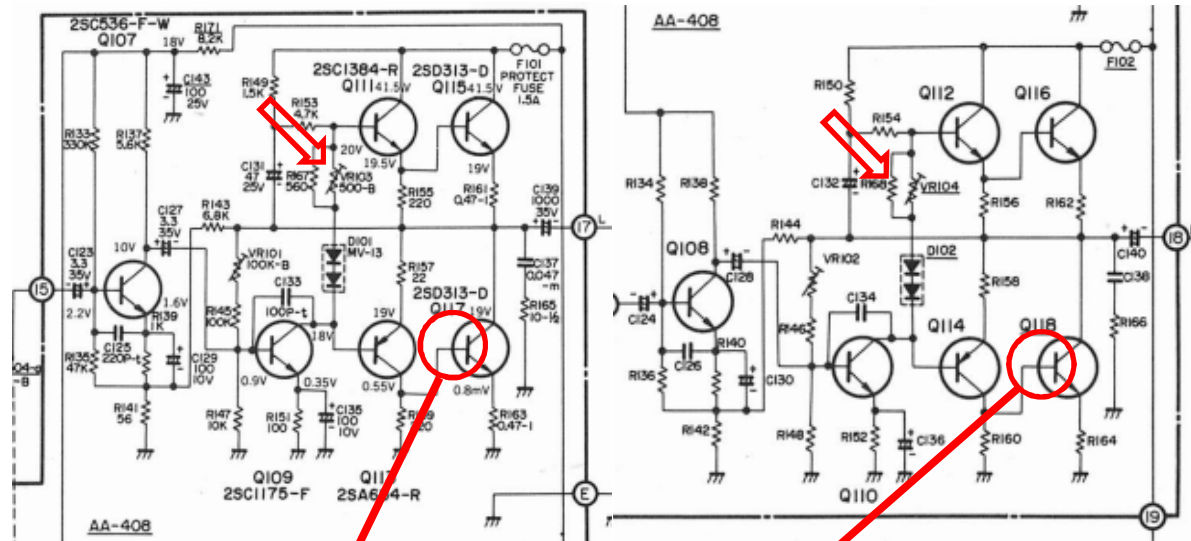 2SC536-F-W
Q107
18V
R171
8.2K
C143
100
25V
R149
1.5K
2SC1384-R
Q111
41.5V
2SD313-D
Q115
41.5V
F101
PROTECT
FUSE
1.5A
R153
4.7K
R133
330K
R137
5.6K
20V
19.5V
19V
C131
47
25V
R167
560
VR103
500-B
R155
220
R161
0.47-1
C139
1000
35V
17
L
R143
6.8K
C127
3.3
35V
10V
C123
3.3
35V
15
2.2V
1.6V
VR101
100K-B
D101
MV-13
R157
22
2SD313-D
Q117
C137
0.047
-m
R165
10-½
C133
100P-t
R145
100K
18V
19V
19V
R139
1K
C125
220P-t
R135
47K
C129
100
10V
0.9V
0.35V
0.55V
0.8mV
-B
R141
56
R147
10K
R151
100
C135
100
10V
R163
0.47-1
Q109
2SC1175-F
E
AA-408
AA-408
F102
R150
Q112
Q116
R154
R134
R138
C132
R168
VR104
R156
R162
R144
C140
18
Q108
C128
VR102
D102
R158
C138
C124
C134
R146
Q114
Q118
R166
R140
R136
C126
C130
R142
R148
R152
C136
R160
R164
Q110
19